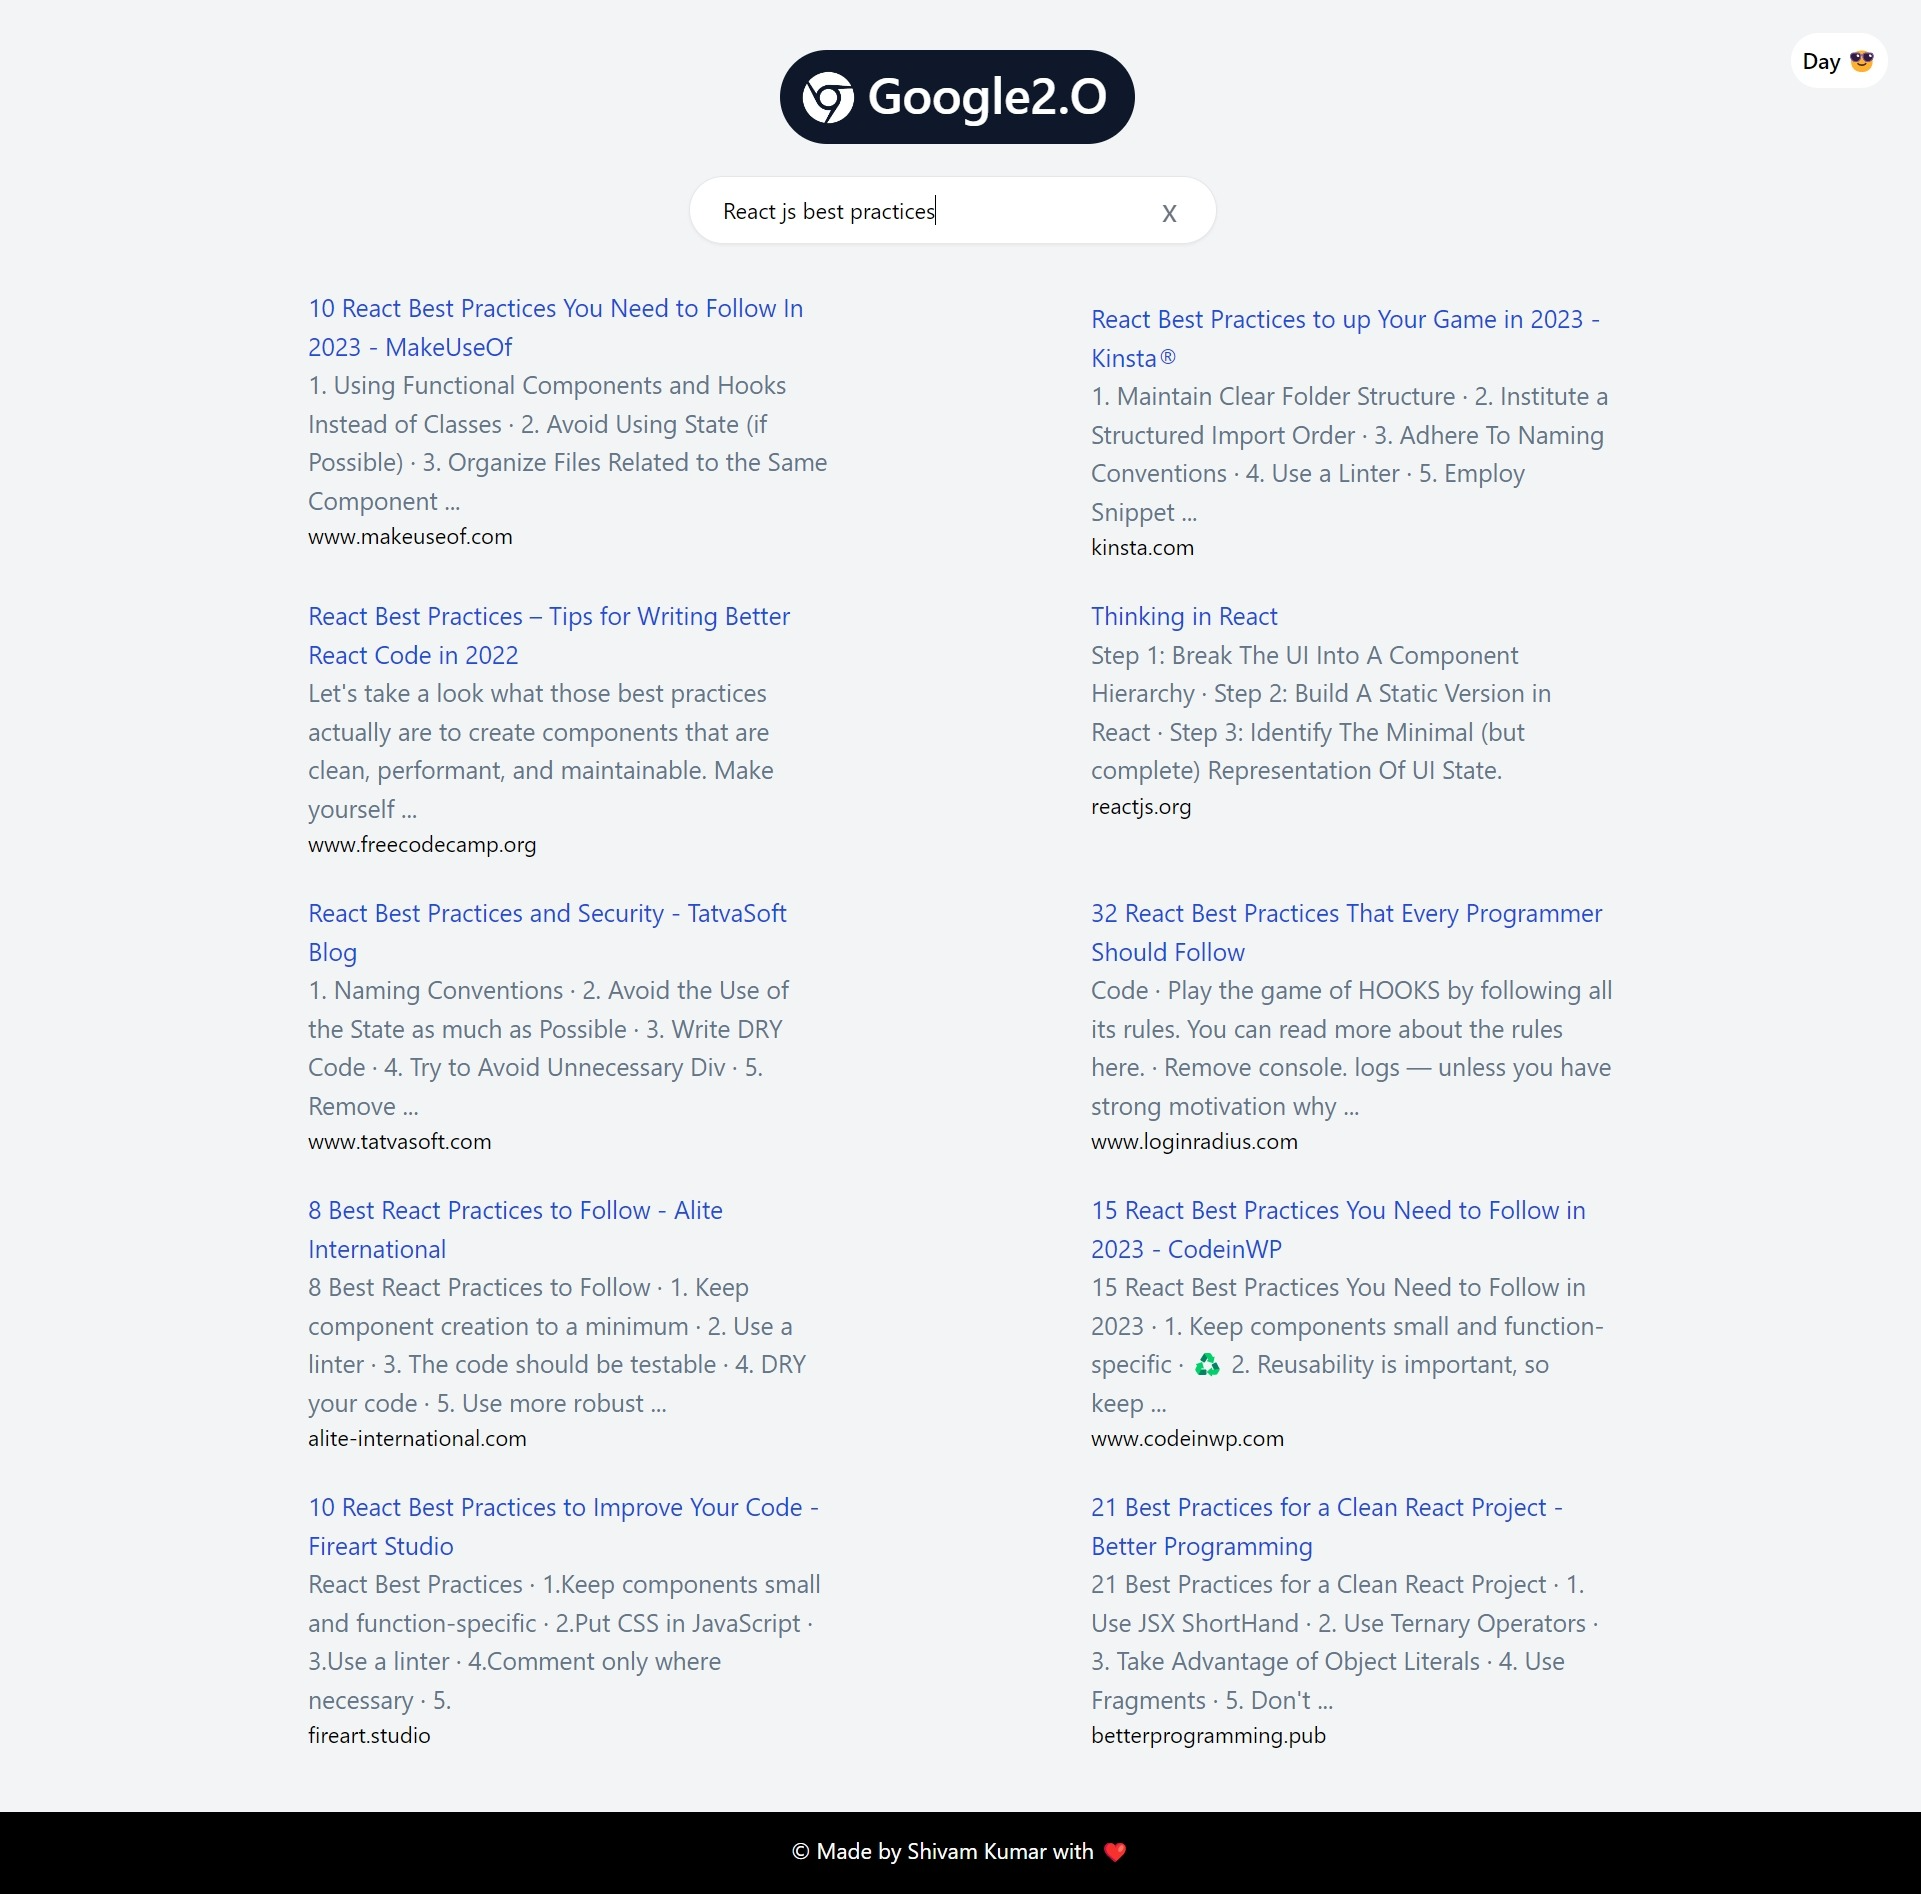 Day 😎
Google2.O
React js best practices
X
10 React Best Practices You Need to Follow In
2023 - MakeUseOf
1. Using Functional Components and Hooks
Instead of Classes · 2. Avoid Using State (if
Possible) · 3. Organize Files Related to the Same
Component ...
www.makeuseof.com
React Best Practices to up Your Game in 2023 -
Kinsta®
1. Maintain Clear Folder Structure · 2. Institute a
Structured Import Order · 3. Adhere To Naming
Conventions · 4. Use a Linter · 5. Employ
Snippet ...
kinsta.com
React Best Practices – Tips for Writing Better
React Code in 2022
Let's take a look what those best practices
actually are to create components that are
clean, performant, and maintainable. Make
yourself ...
www.freecodecamp.org
Thinking in React
Step 1: Break The UI Into A Component
Hierarchy · Step 2: Build A Static Version in
React · Step 3: Identify The Minimal (but
complete) Representation Of UI State.
reactjs.org
React Best Practices and Security - TatvaSoft
Blog
1. Naming Conventions · 2. Avoid the Use of
the State as much as Possible · 3. Write DRY
Code · 4. Try to Avoid Unnecessary Div · 5.
Remove ...
www.tatvasoft.com
32 React Best Practices That Every Programmer
Should Follow
Code · Play the game of HOOKS by following all
its rules. You can read more about the rules
here. · Remove console. logs — unless you have
strong motivation why ...
www.loginradius.com
8 Best React Practices to Follow - Alite
International
8 Best React Practices to Follow · 1. Keep
component creation to a minimum · 2. Use a
linter · 3. The code should be testable · 4. DRY
your code · 5. Use more robust ...
alite-international.com
15 React Best Practices You Need to Follow in
2023 - CodeinWP
15 React Best Practices You Need to Follow in
2023 · 1. Keep components small and function-
specific · ♻️ 2. Reusability is important, so
keep ...
www.codeinwp.com
10 React Best Practices to Improve Your Code -
Fireart Studio
React Best Practices · 1.Keep components small
and function-specific · 2.Put CSS in JavaScript ·
3.Use a linter · 4.Comment only where
necessary · 5.
fireart.studio
21 Best Practices for a Clean React Project -
Better Programming
21 Best Practices for a Clean React Project · 1.
Use JSX ShortHand · 2. Use Ternary Operators ·
3. Take Advantage of Object Literals · 4. Use
Fragments · 5. Don't ...
betterprogramming.pub
© Made by Shivam Kumar with ❤️